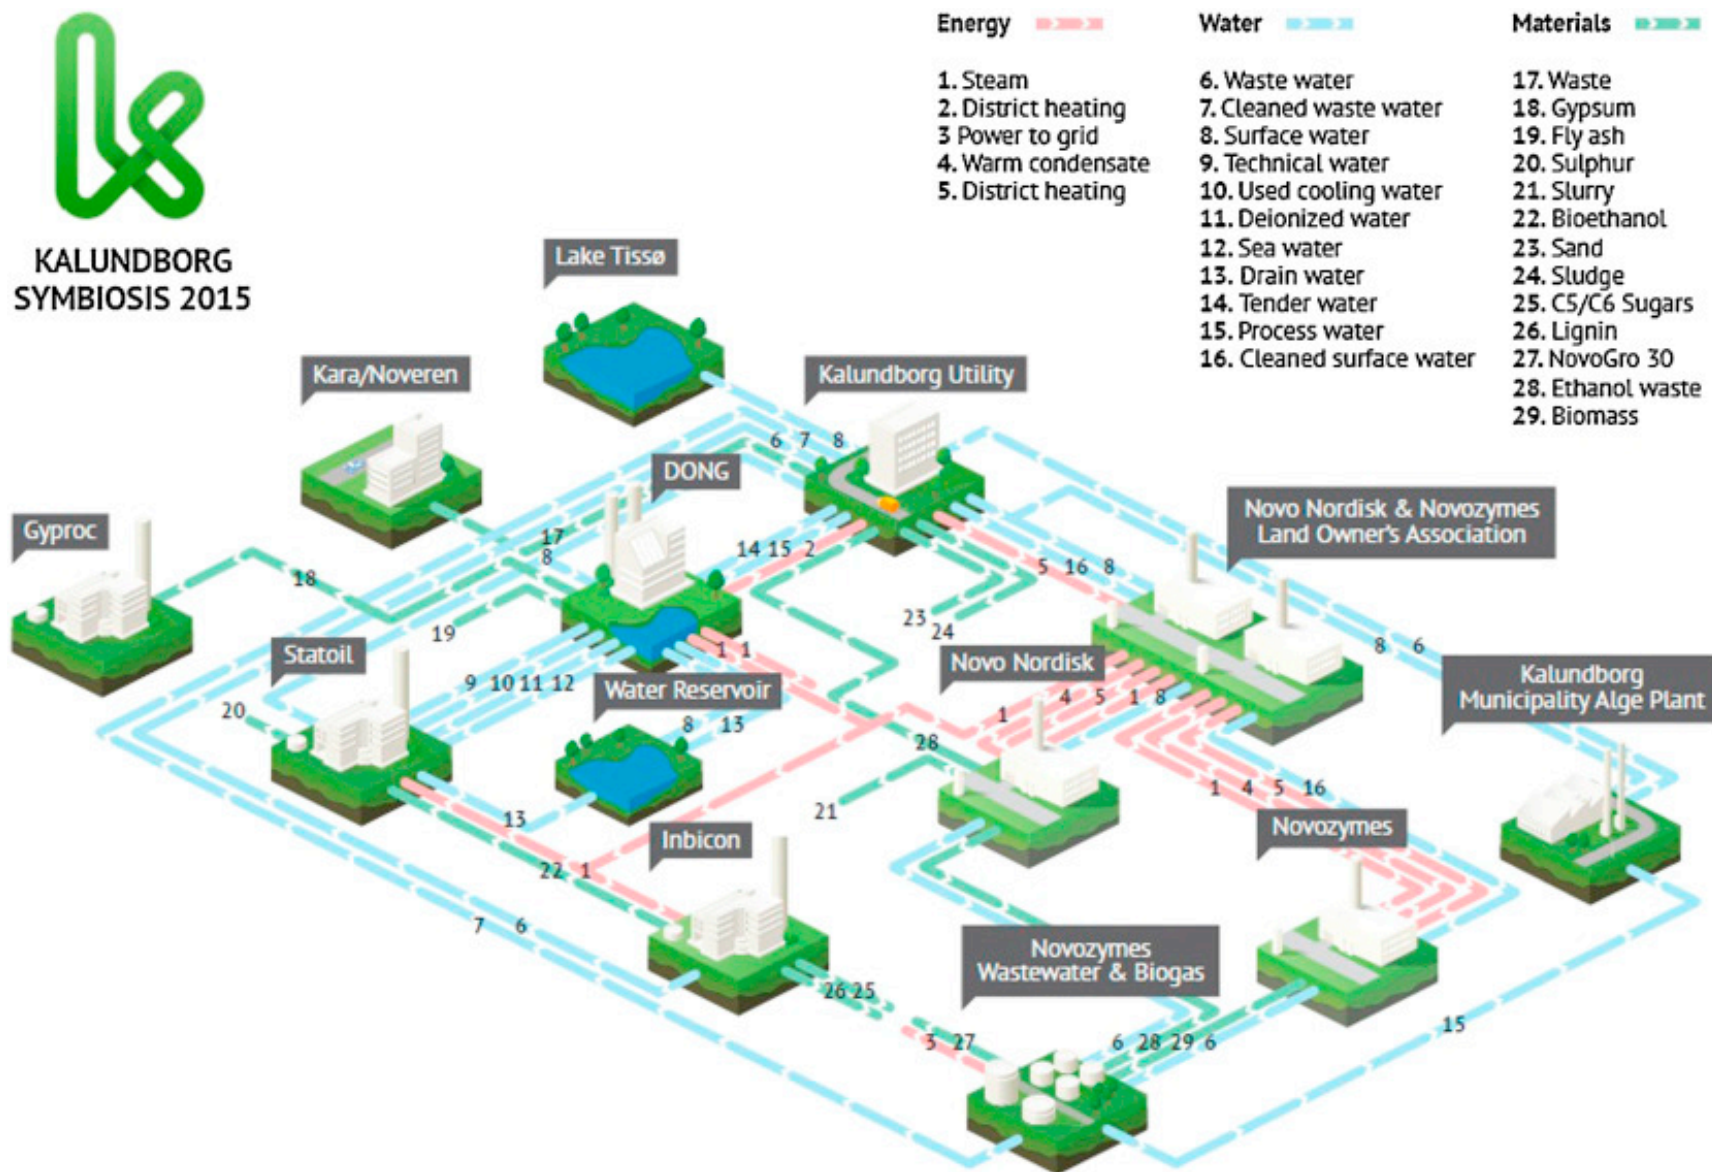 KALUNDBORG
SYMBIOSIS 2015
Energy
1. Steam
2. District heating
3 Power to grid
4. Warm condensate
5. District heating
Water
6. Waste water
7. Cleaned waste water
8. Surface water
9. Technical water
10. Used cooling water
11. Deionized water
12. Sea water
13. Drain water
14. Tender water
15. Process water
16. Cleaned surface water
Materials
17. Waste
18. Gypsum
19. Fly ash
20. Sulphur
21. Slurry
22. Bioethanol
23. Sand
24. Sludge
25. C5/C6 Sugars
26. Lignin
27. NovoGro 30
28. Ethanol waste
29. Biomass
Lake Tissø
Kara/Noveren
Kalundborg Utility
6 7 8
DONG
Novo Nordisk & Novozymes
Land Owner's Association
Gyproc
17
8
14 15 2
18
5 16 8
19
23
24
8 6
Statoil
1 1
Novo Nordisk
Kalundborg
Municipality Alge Plant
9 10 11 12
Water Reservoir
4 5 1 8
1
20
8 13
28
1 4 5 16
21
13
Inbicon
Novozymes
22 1
7 6
Novozymes
Wastewater & Biogas
26 25
3 27
6 28 29 6
15